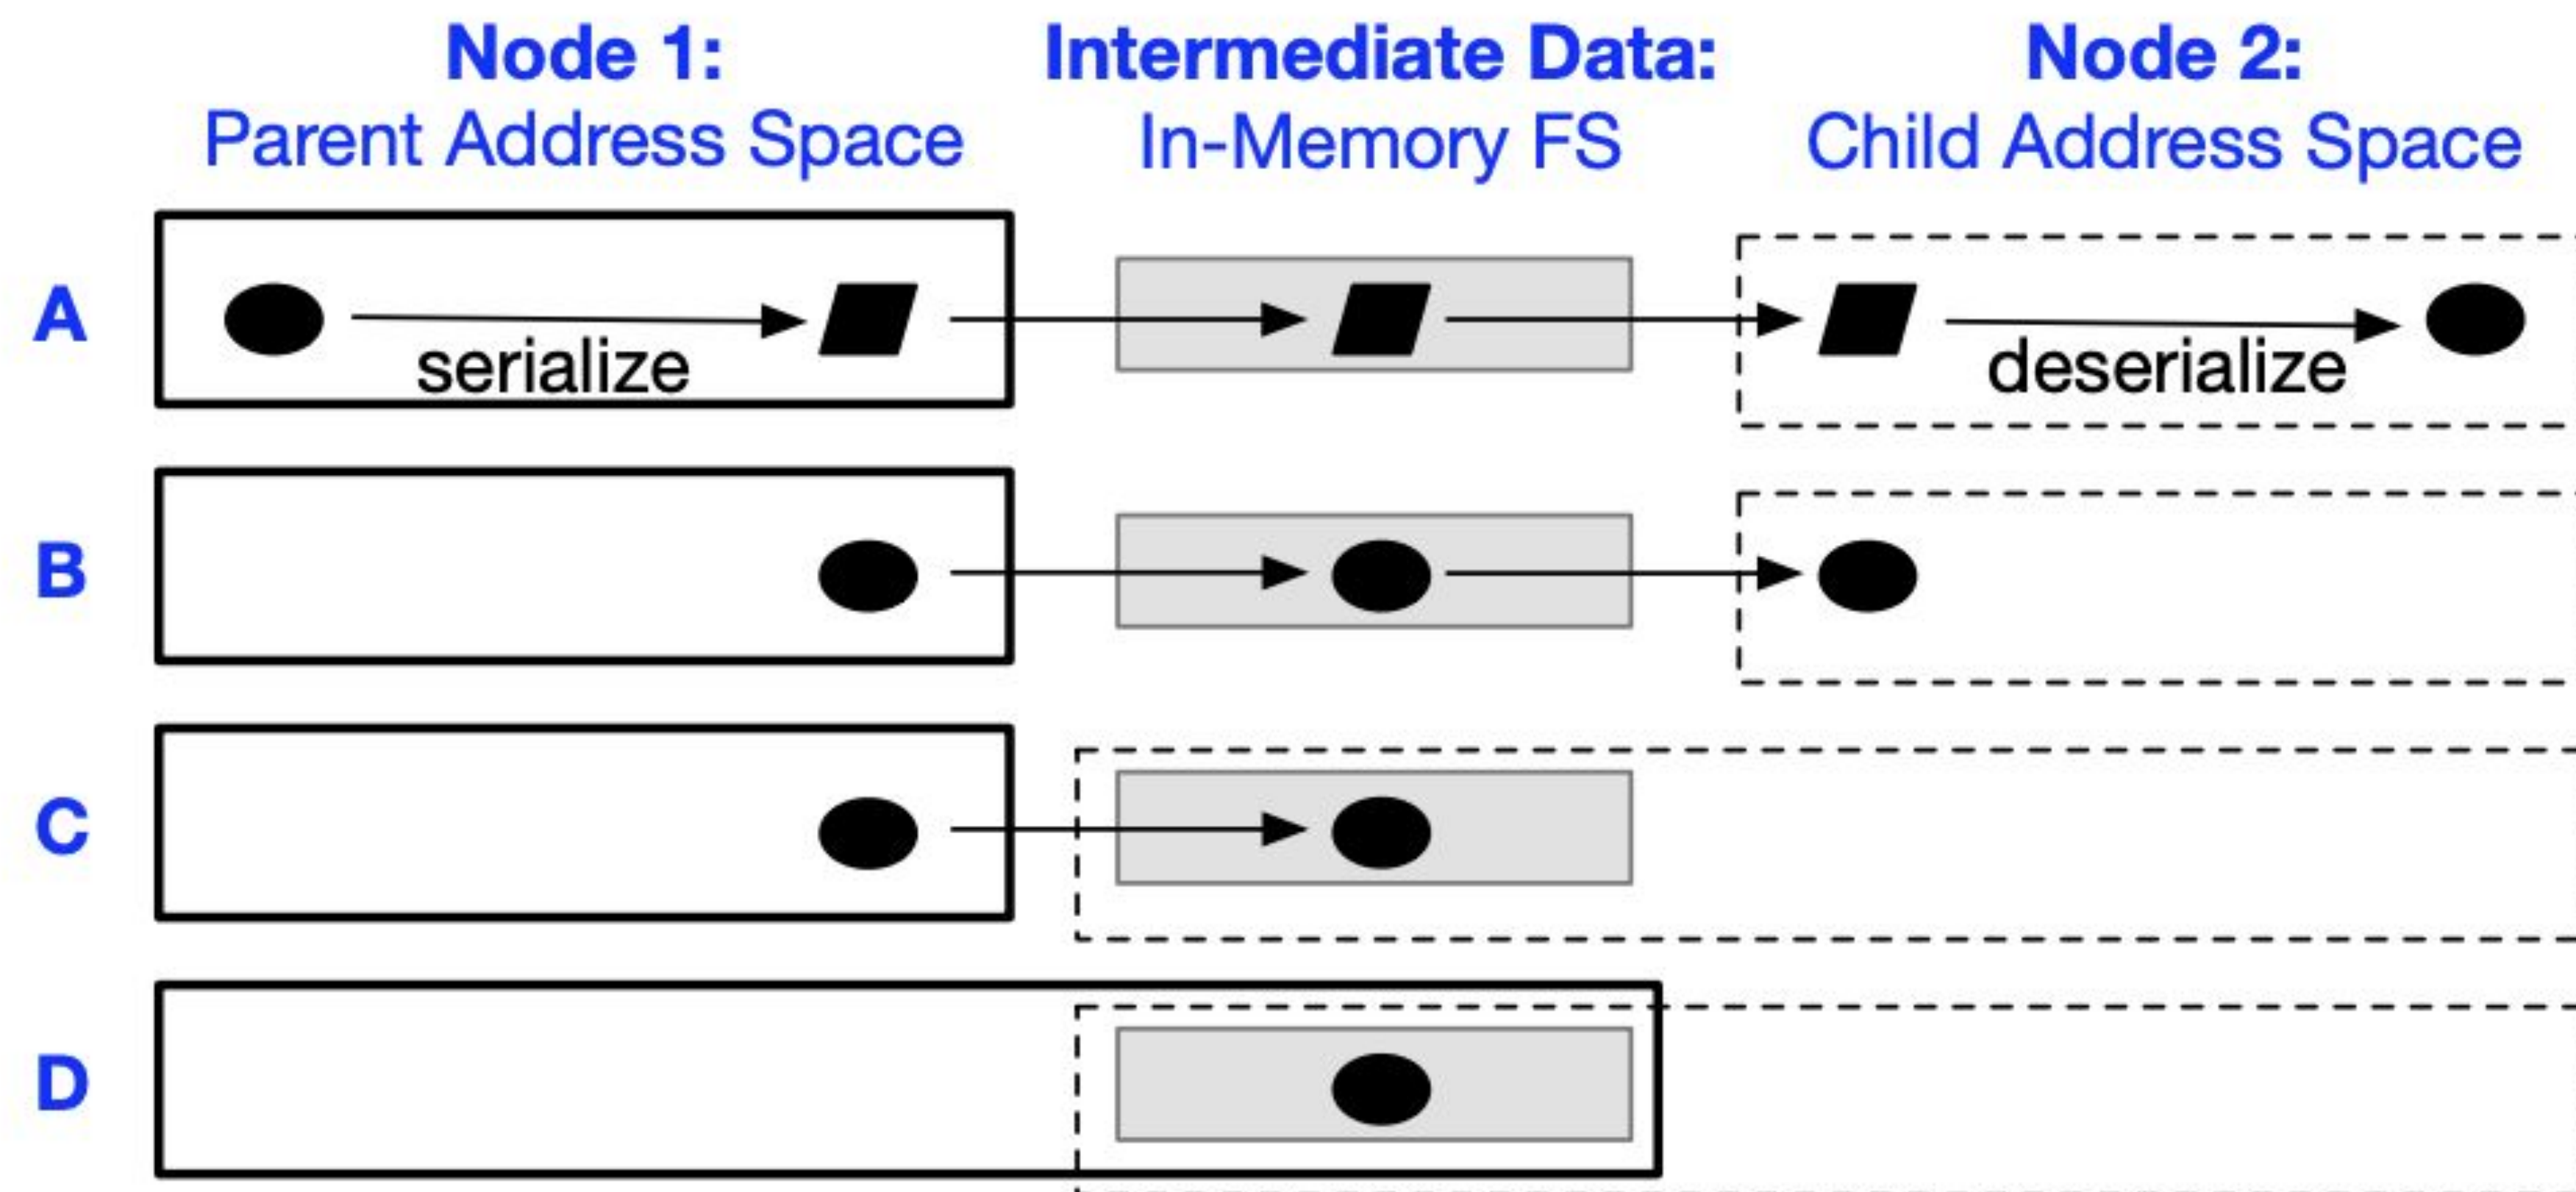 Node 1:
Parent Address Space
Intermediate Data:
In-Memory FS
Node 2:
Child Address Space
A
serialize
deserialize
B
C
D